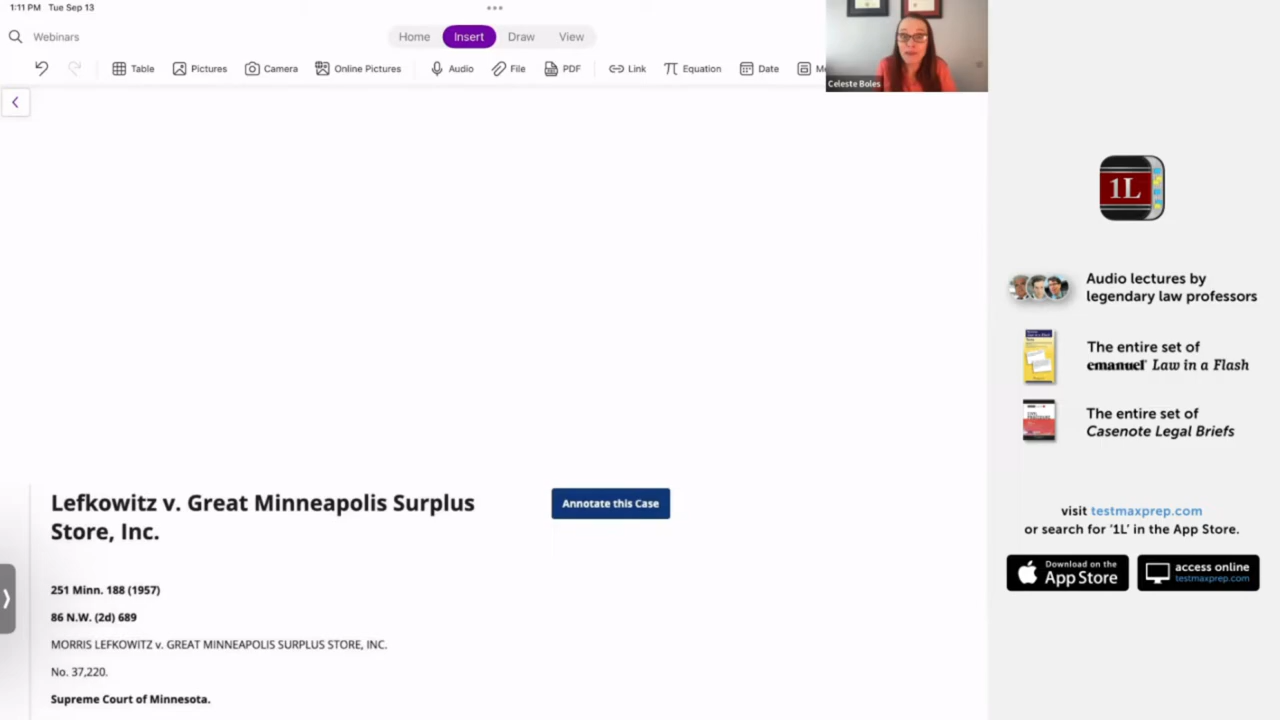 1:11 PM Tue Sep 13
Webinars
Home Insert Draw View
Table Pictures Camera Online Pictures Audio File PDF Link Equation Date
Celeste Boles
Lefkowitz v. Great Minneapolis Surplus
Store, Inc.
Annotate this Case
251 Minn. 188 (1957)
86 N.W. (2d) 689
MORRIS LEFKOWITZ v. GREAT MINNEAPOLIS SURPLUS STORE, INC.
No. 37,220.
Supreme Court of Minnesota.
1L
Audio lectures by
legendary law professors
The entire set of
emanuel Law in a Flash
The entire set of
Casenote Legal Briefs
visit testmaxprep.com
or search for '1L' in the App Store.
Download on the
App Store
access online
testmaxprep.com